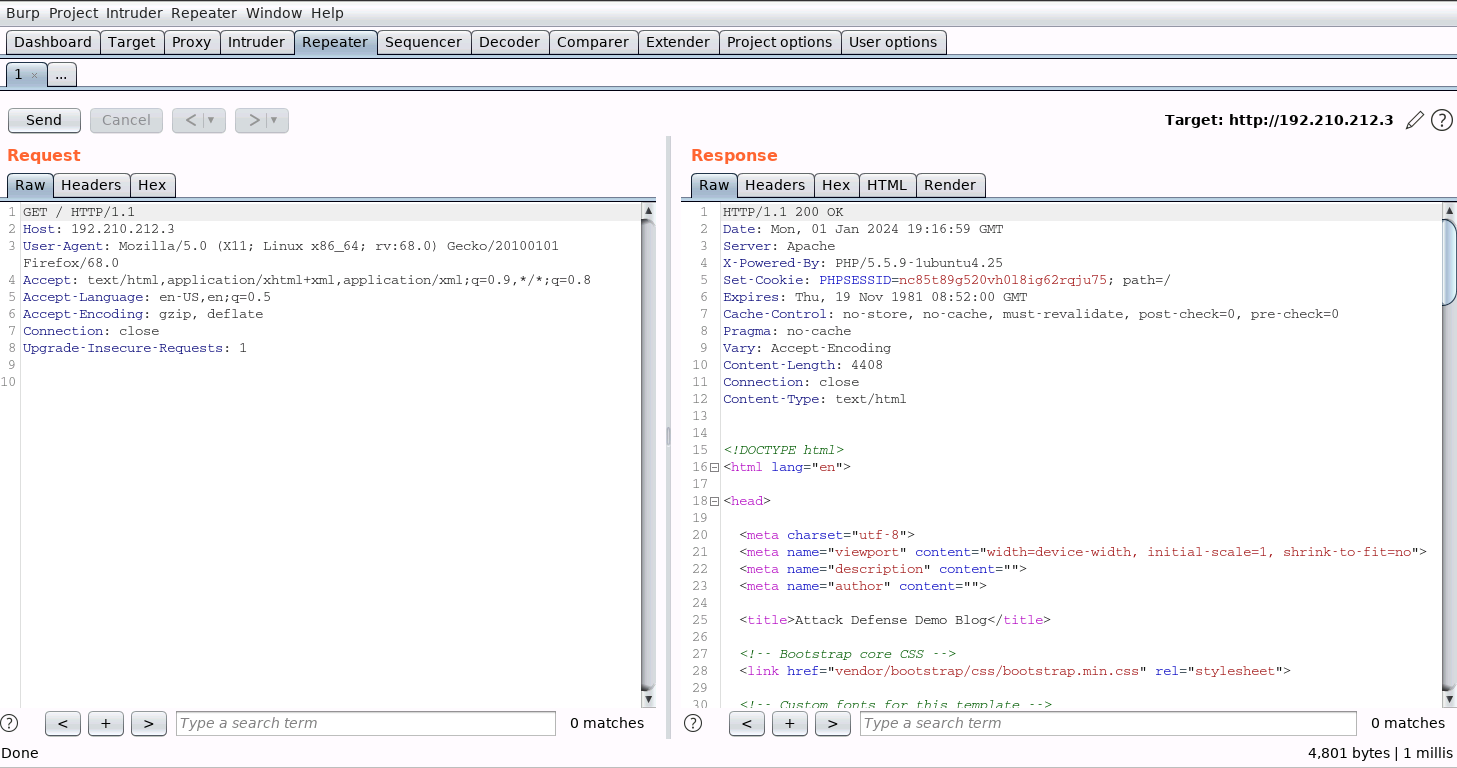 Burp Project Intruder Repeater Window Help
Dashboard Target Proxy Intruder Repeater Sequencer Decoder Comparer Extender Project options User options
1 × ...
Send Cancel < > Target: http://192.210.212.3 ?
Request
Raw Headers Hex
1 GET / HTTP/1.1
2 Host: 192.210.212.3
3 User-Agent: Mozilla/5.0 (X11; Linux x86_64; rv:68.0) Gecko/20100101
Firefox/68.0
4 Accept: text/html,application/xhtml+xml,application/xml;q=0.9,*/*;q=0.8
5 Accept-Language: en-US,en;q=0.5
6 Accept-Encoding: gzip, deflate
7 Connection: close
8 Upgrade-Insecure-Requests: 1
9
10
? < + > Type a search term 0 matches
Response
Raw Headers Hex HTML Render
1 HTTP/1.1 200 OK
2 Date: Mon, 01 Jan 2024 19:16:59 GMT
3 Server: Apache
4 X-Powered-By: PHP/5.5.9-1ubuntu4.25
5 Set-Cookie: PHPSESSID=nc85t89g520vh0l8ig62rqju75; path=/
6 Expires: Thu, 19 Nov 1981 08:52:00 GMT
7 Cache-Control: no-store, no-cache, must-revalidate, post-check=0, pre-check=0
8 Pragma: no-cache
9 Vary: Accept-Encoding
10 Content-Length: 4408
11 Connection: close
12 Content-Type: text/html
13
14
15 <!DOCTYPE html>
16 <html lang="en">
17
18 <head>
19
20 <meta charset="utf-8">
21 <meta name="viewport" content="width=device-width, initial-scale=1, shrink-to-fit=no">
22 <meta name="description" content="">
23 <meta name="author" content="">
24
25 <title>Attack Defense Demo Blog</title>
26
27 <!-- Bootstrap core CSS -->
28 <link href="vendor/bootstrap/css/bootstrap.min.css" rel="stylesheet">
29
30 <!-- Custom fonts for this template -->
? < + > Type a search term 0 matches
Done 4,801 bytes | 1 millis